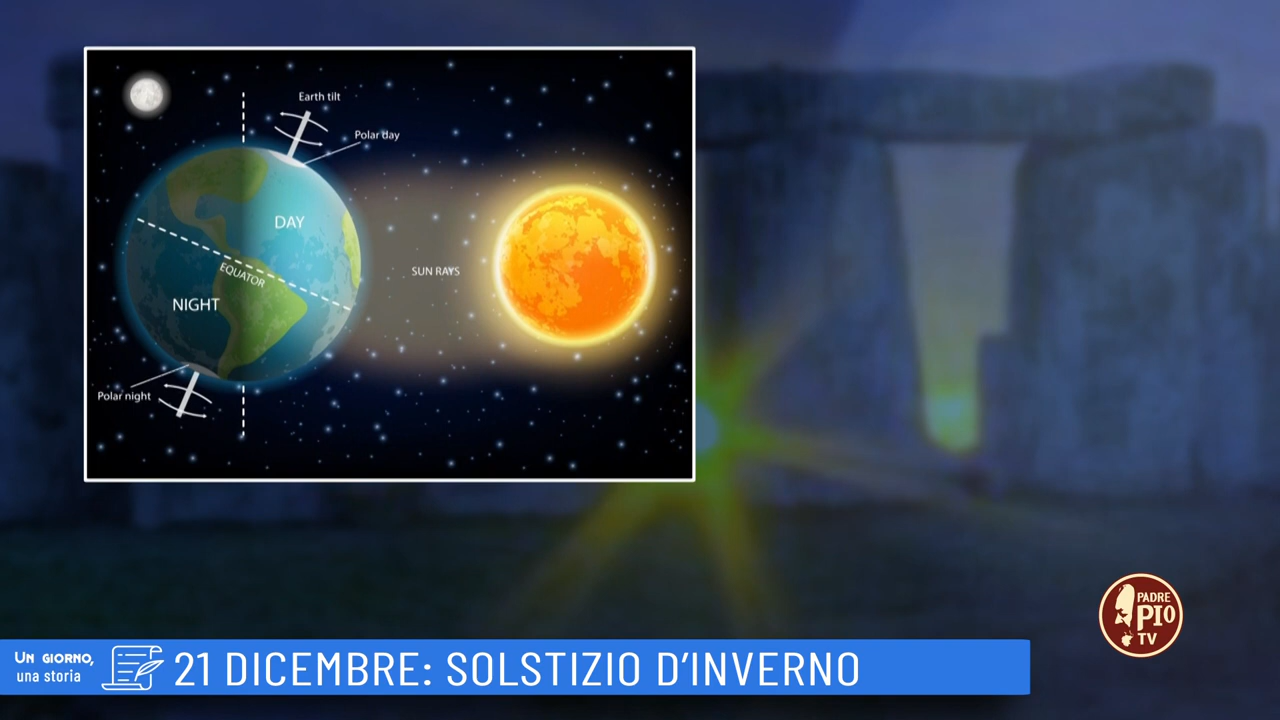 Earth tilt
Polar day
DAY
SUN RAYS
EQUATOR
NIGHT
Polar night
PADRE
PIO
TV
UN GIORNO,
una storia
21 DICEMBRE: SOLSTIZIO D'INVERNO